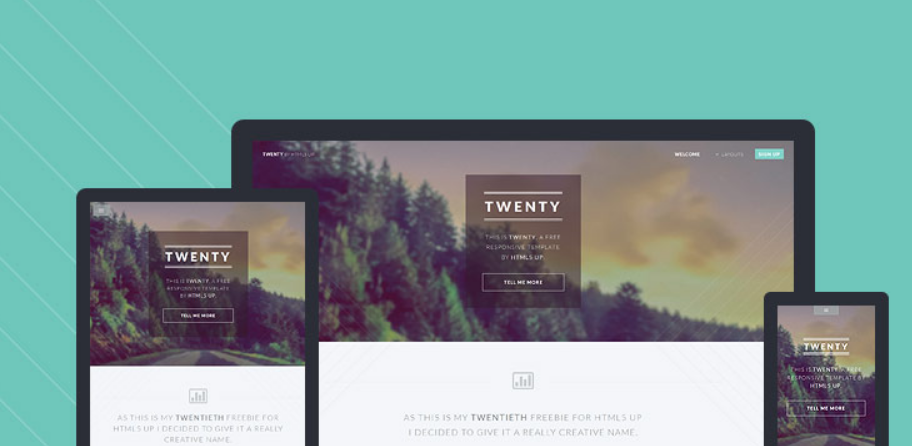 TWENTY BY HTML5 UP
WELCOME
LAYOUTS
SIGN UP
TWENTY
THIS IS TWENTY, A FREE
RESPONSIVE TEMPLATE
BY HTML5 UP.
TELL ME MORE
AS THIS IS MY TWENTIETH FREEBIE FOR HTML5 UP
I DECIDED TO GIVE IT A REALLY CREATIVE NAME.
TWENTY
THIS IS TWENTY, A FREE
RESPONSIVE TEMPLATE
BY HTML5 UP.
TELL ME MORE
AS THIS IS MY TWENTIETH FREEBIE FOR
HTML5 UP I DECIDED TO GIVE IT A REALLY
CREATIVE NAME.
TWENTY
THIS IS TWENTY, A FREE
RESPONSIVE TEMPLATE BY
HTML5 UP.
TELL ME MORE